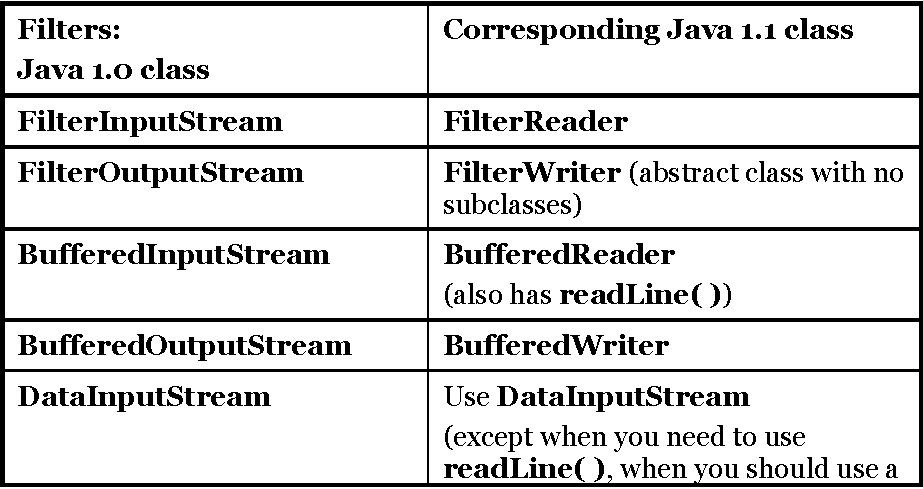 Filters:
Java 1.0 class
Corresponding Java 1.1 class
FilterInputStream
FilterReader
FilterOutputStream
FilterWriter (abstract class with no
subclasses)
BufferedInputStream
BufferedReader
(also has readLine( ))
BufferedOutputStream
BufferedWriter
DataInputStream
Use DataInputStream
(except when you need to use
readLine( ), when you should use a